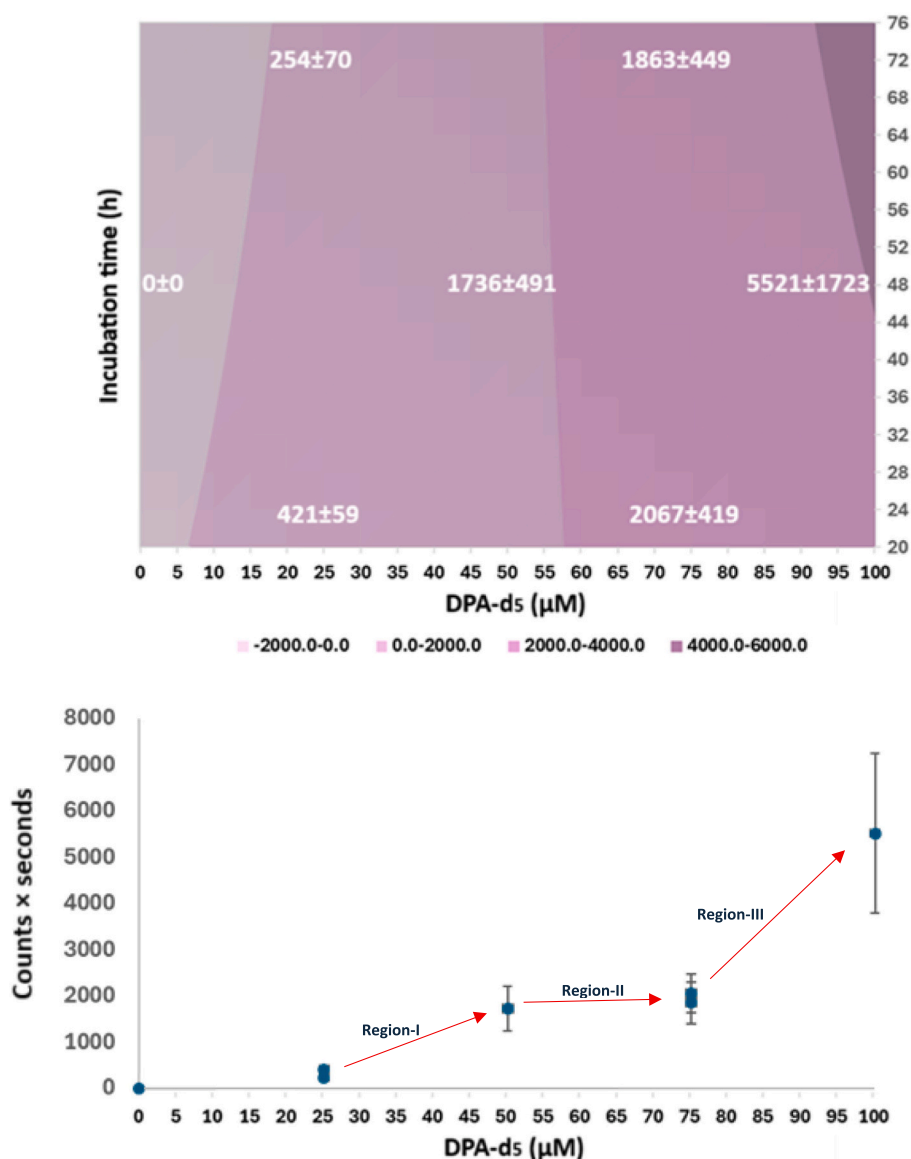 76
254±70 1863±449 72
68
64
60
56
52
0±0 1736±491 5521±1723 48
44
40
36
32
28
421±59 2067±419 24
20
Incubation time (h)
0 5 10 15 20 25 30 35 40 45 50 55 60 65 70 75 80 85 90 95 100
DPA-d5 (µM)
-2000.0-0.0 0.0-2000.0 2000.0-4000.0 4000.0-6000.0
8000
7000
6000
5000
4000
3000
2000
1000
0
Counts × seconds
Region-III
Region-II
Region-I
0 5 10 15 20 25 30 35 40 45 50 55 60 65 70 75 80 85 90 95 100
DPA-d5 (µM)